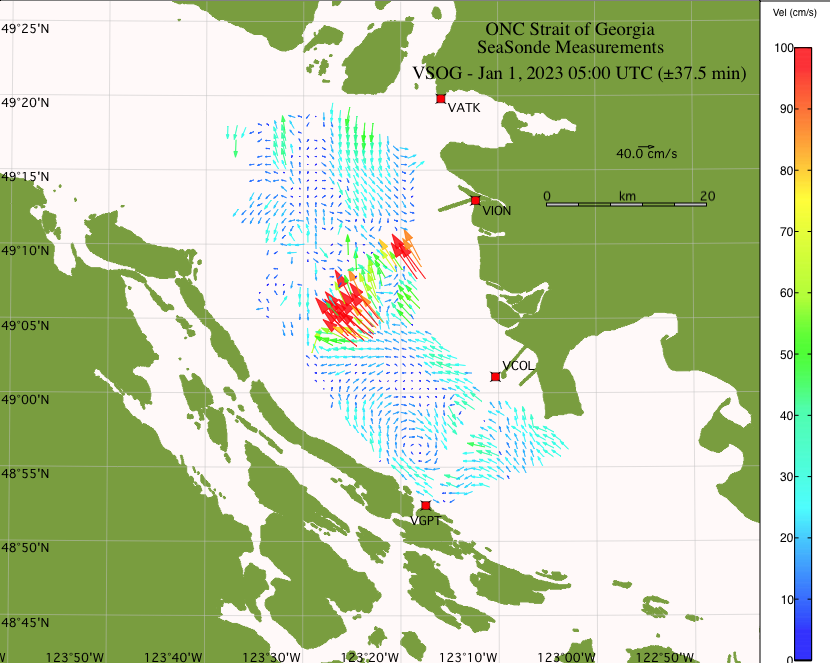 Vel (cm/s)
49°25'N
ONC Strait of Georgia
SeaSonde Measurements
VSOG - Jan 1, 2023 05:00 UTC (±37.5 min)
100
49°20'N
VATK
90
40.0 cm/s
80
49°15'N
0 km 20
VION
70
49°10'N
60
49°05'N
50
VCOL
49°00'N
40
48°55'N
30
VGPT
48°50'N
20
10
48°45'N
W 123°50'W 123°40'W 123°30'W 123°20'W 123°10'W 123°00'W 122°50'W
0